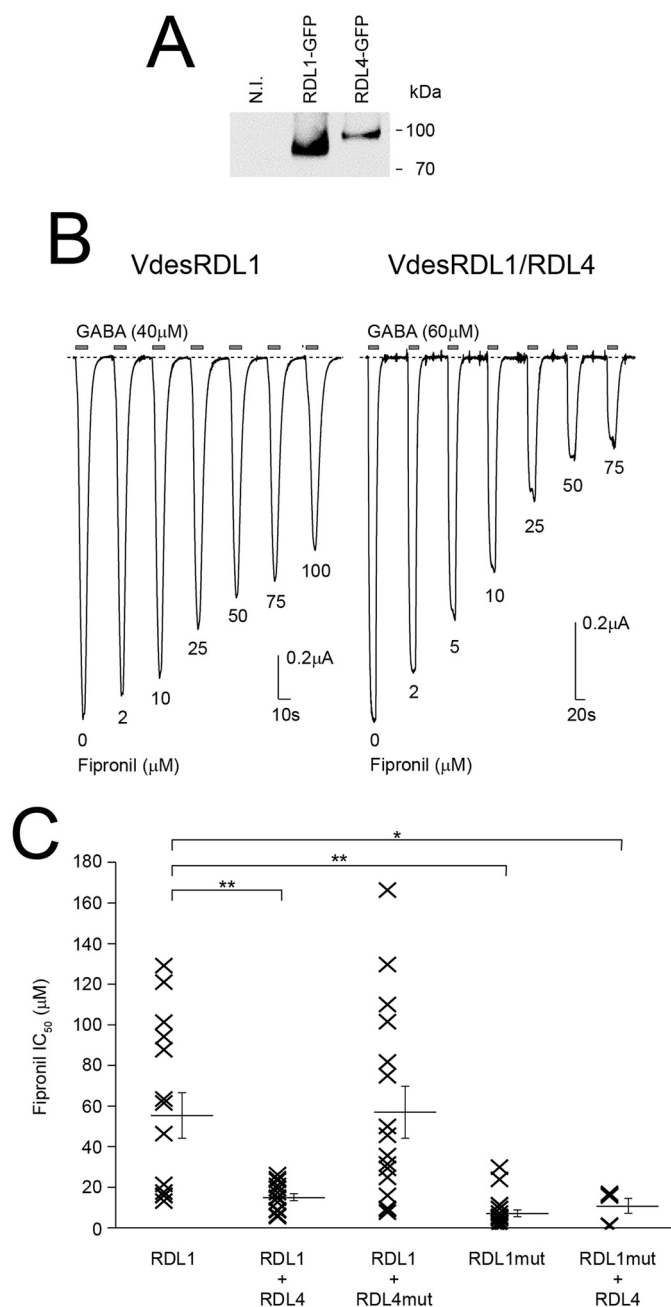 A
N.I.
RDL1-GFP
RDL4-GFP
kDa
100
70
B
VdesRDL1
VdesRDL1/RDL4
GABA (40μM)
GABA (60μM)
0
2
10
25
50
75
100
0.2μA
10s
Fipronil (μM)
0
2
5
10
25
50
75
0.2μA
20s
Fipronil (μM)
C
*
**
**
Fipronil IC50 (μM)
180
160
140
120
100
80
60
40
20
0
RDL1
RDL1
+
RDL4
RDL1
+
RDL4mut
RDL1mut
RDL1mut
+
RDL4